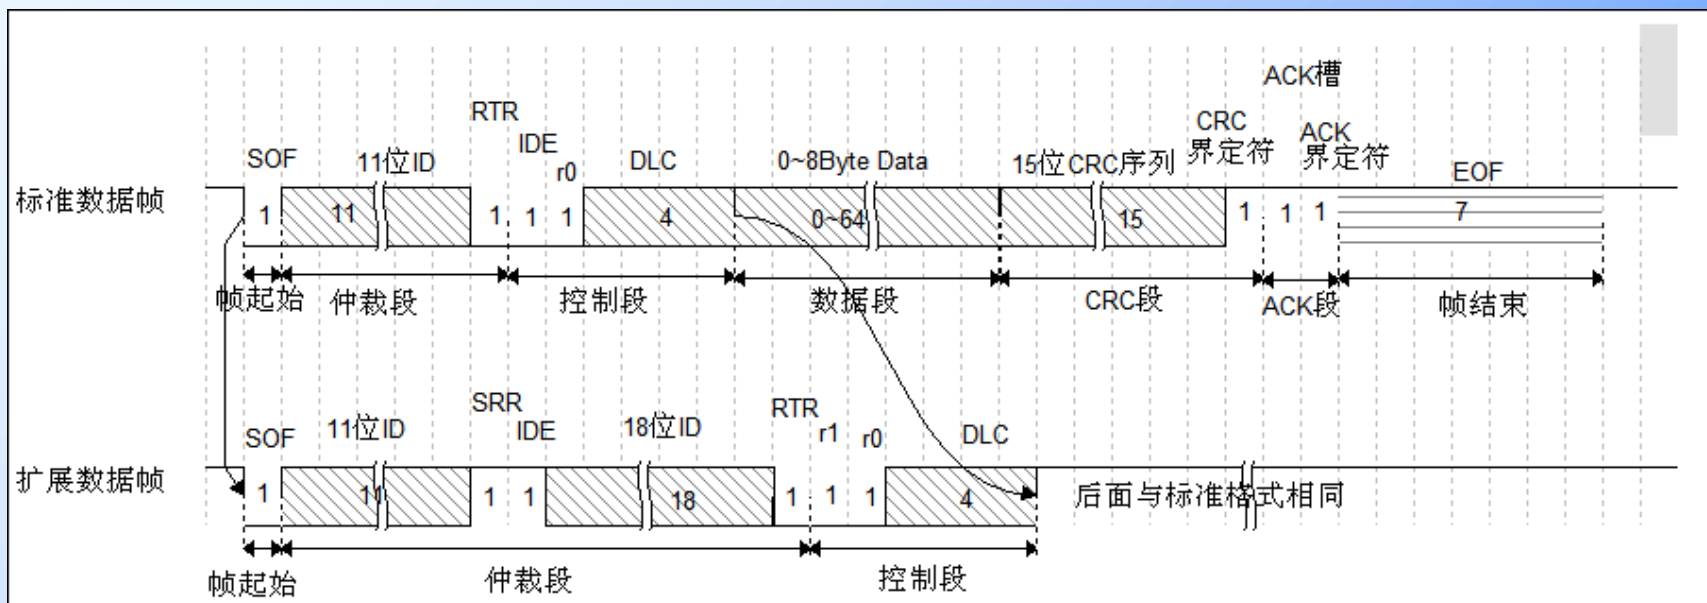 ACK槽
RTR
CRC
界定符
ACK
界定符
IDE
SOF
11位ID
r0
DLC
0~8Byte Data
15位CRC序列
EOF
标准数据帧
1
11
1
1
1
4
0~64
15
1
1
1
7
帧起始
仲裁段
控制段
数据段
CRC段
ACK段
帧结束
SRR
RTR
SOF
11位ID
IDE
18位ID
r1
r0
DLC
扩展数据帧
1
11
1
1
18
1
1
1
4
后面与标准格式相同
帧起始
仲裁段
控制段